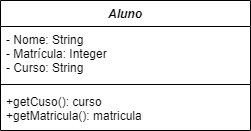 Aluno
- Nome: String
- Matrícula: Integer
- Curso: String
+getCuso(): curso
+getMatricula(): matricula